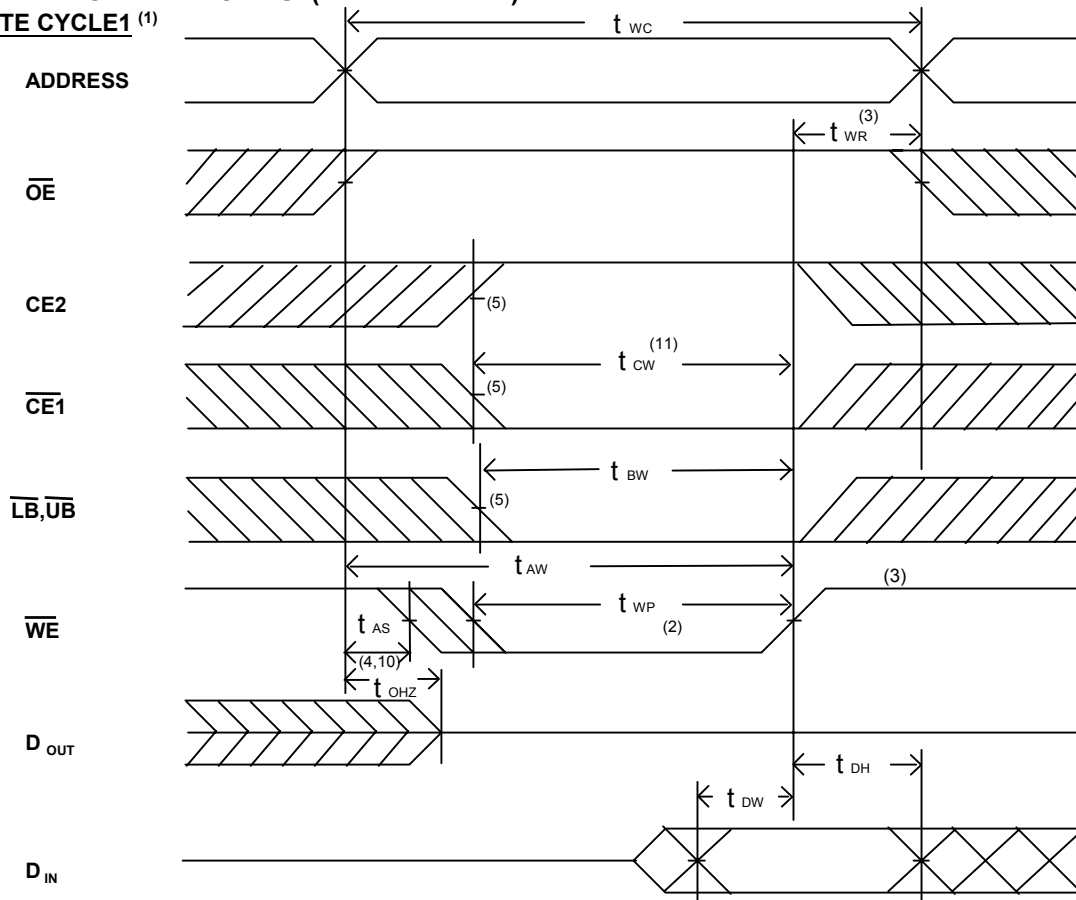 TE CYCLE1 (1)
t WC
ADDRESS
t WR (3)
OE
CE2
(5)
t CW (11)
CE1
(5)
t BW
LB,UB
(5)
t AW
(3)
t WP
(2)
WE
t AS
(4,10)
t OHZ
D OUT
t DH
t DW
D IN